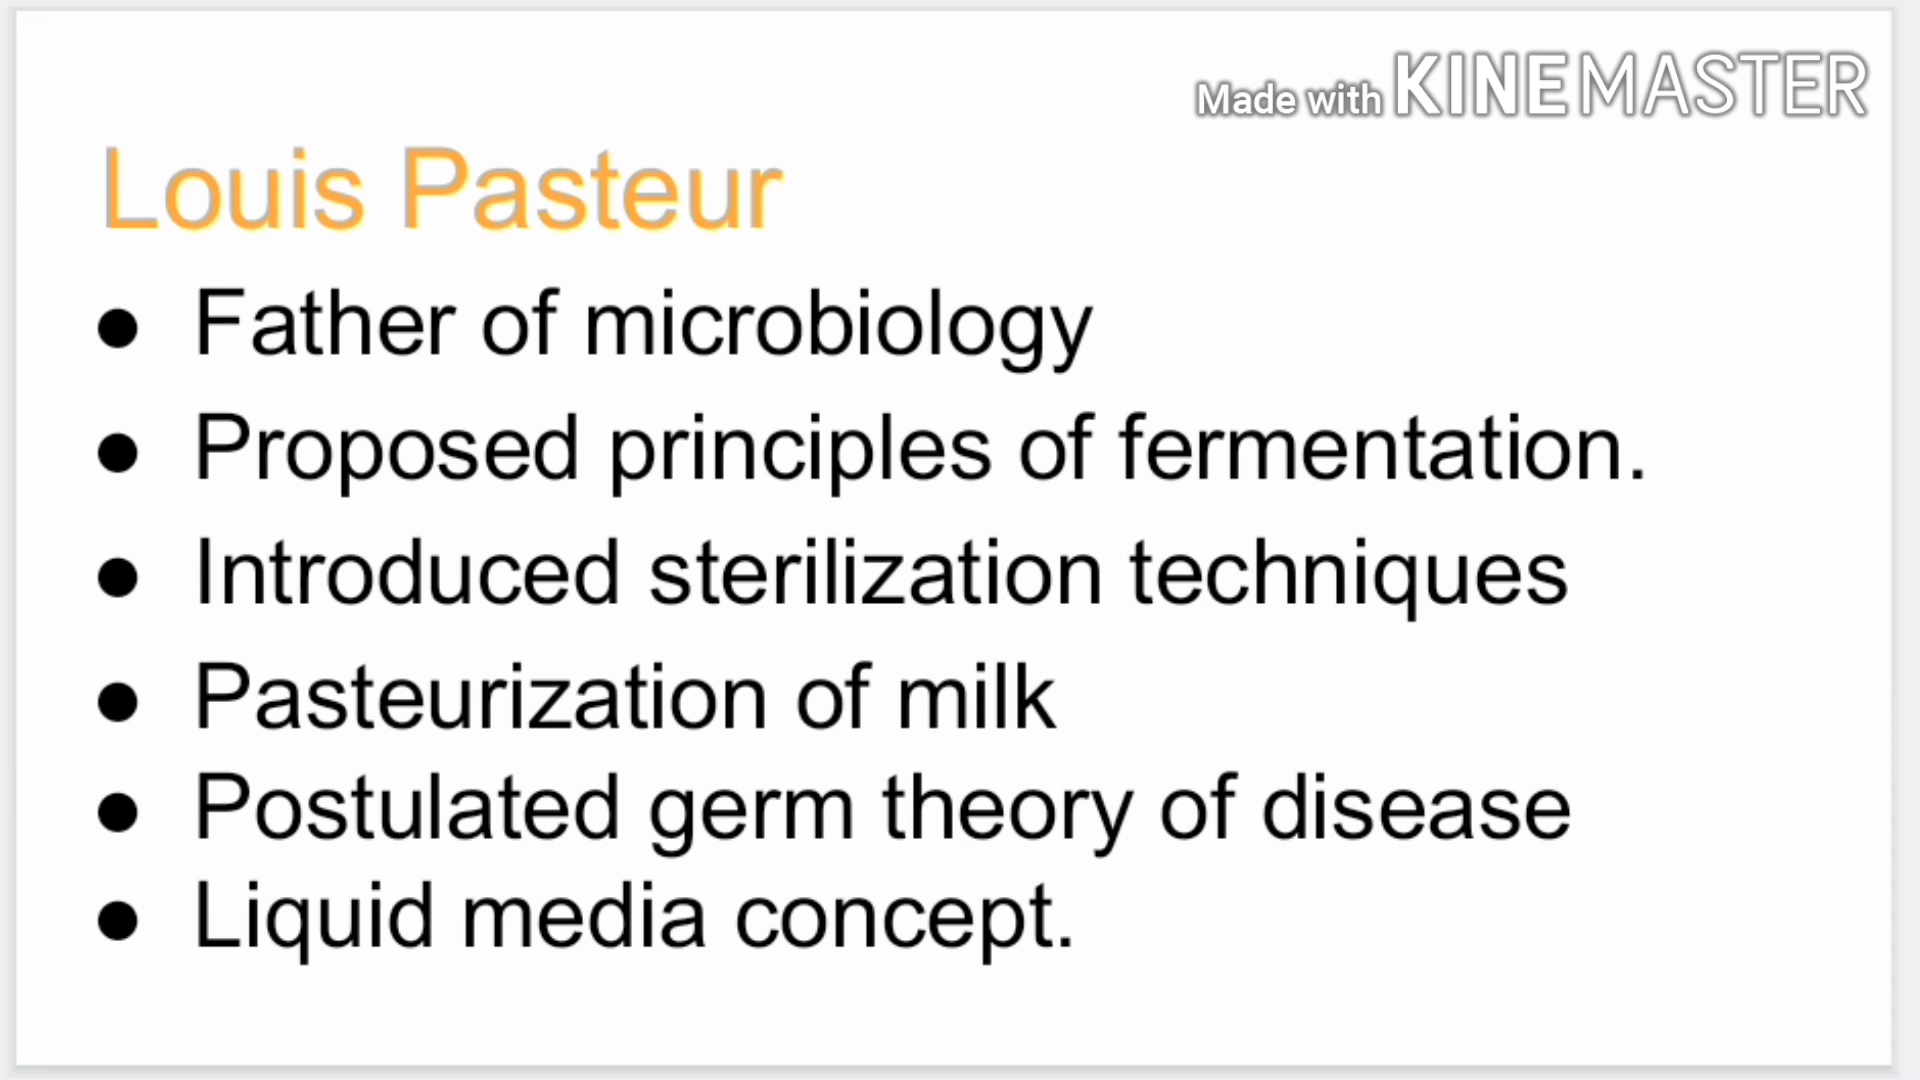 Made with KINEMASTER
Louis Pasteur
● Father of microbiology
● Proposed principles of fermentation.
● Introduced sterilization techniques
● Pasteurization of milk
● Postulated germ theory of disease
● Liquid media concept.